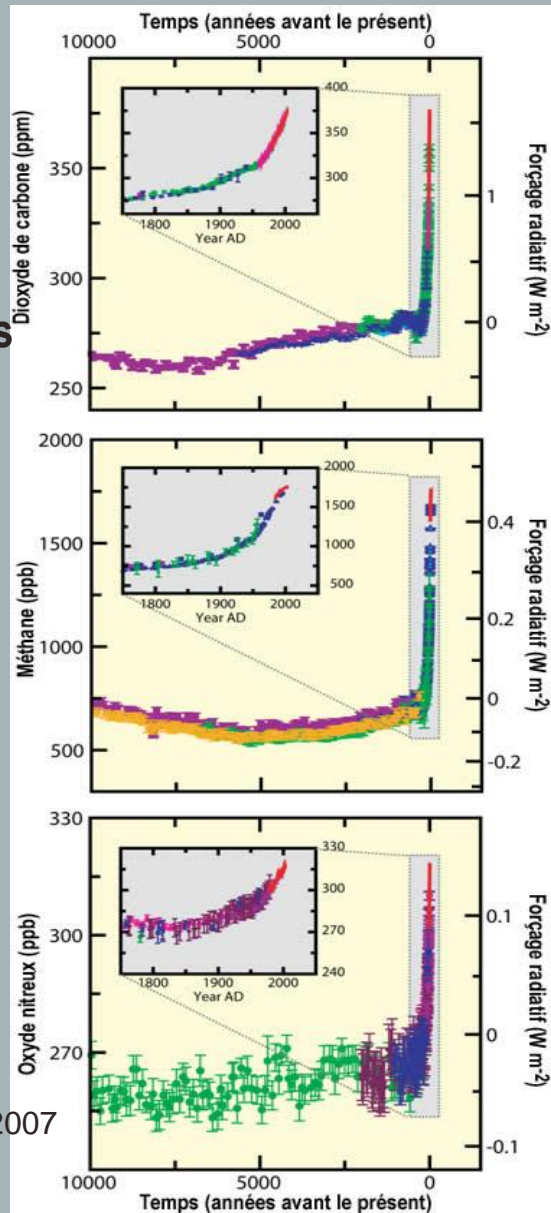 Temps (années avant le présent)
10000 5000 0
Dioxyde de carbone (ppm)
350
300
250
400
350
300
1800 1900 2000
Year AD
1
0
Forçage radiatif (W m-2)
s
Méthane (ppb)
2000
1500
1000
500
2000
1500
1000
500
1800 1900 2000
Year AD
0.4
0.2
0
-0.2
Forçage radiatif (W m-2)
Oxyde nitreux (ppb)
330
300
270
330
300
270
240
1800 1900 2000
Year AD
0.1
0
-0.1
Forçage radiatif (W m-2)
2007
10000 5000 0
Temps (années avant le présent)